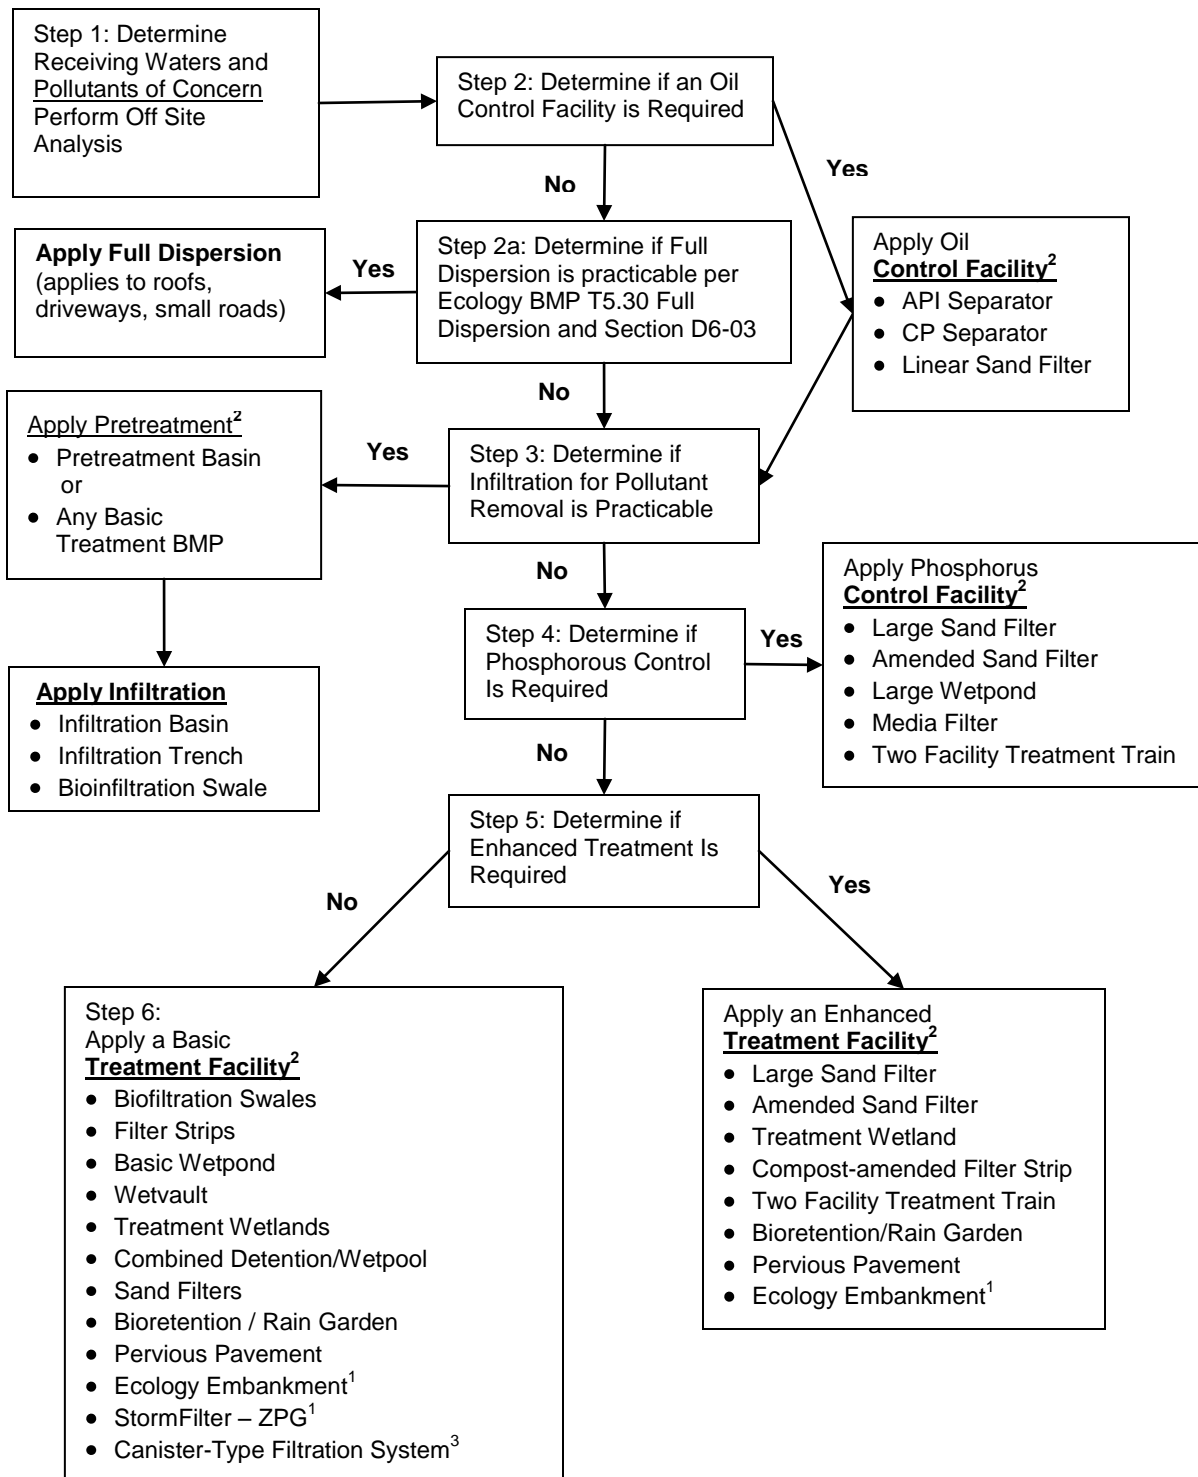 Step 1: Determine
Receiving Waters and
Pollutants of Concern
Perform Off Site
Analysis
Step 2: Determine if an Oil
Control Facility is Required
Yes
No
Apply Full Dispersion
(applies to roofs,
driveways, small roads)
Yes
Step 2a: Determine if Full
Dispersion is practicable per
Ecology BMP T5.30 Full
Dispersion and Section D6-03
Apply Oil
Control Facility²
● API Separator
● CP Separator
● Linear Sand Filter
No
Apply Pretreatment²
● Pretreatment Basin
or
● Any Basic
Treatment BMP
Yes
Step 3: Determine if
Infiltration for Pollutant
Removal is Practicable
No
Apply Phosphorus
Control Facility²
● Large Sand Filter
● Amended Sand Filter
● Large Wetpond
● Media Filter
● Two Facility Treatment Train
Step 4: Determine if
Phosphorous Control
Is Required
Yes
Apply Infiltration
● Infiltration Basin
● Infiltration Trench
● Bioinfiltration Swale
No
Step 5: Determine if
Enhanced Treatment Is
Required
No
Yes
Step 6:
Apply a Basic
Treatment Facility²
● Biofiltration Swales
● Filter Strips
● Basic Wetpond
● Wetvault
● Treatment Wetlands
● Combined Detention/Wetpool
● Sand Filters
● Bioretention / Rain Garden
● Pervious Pavement
● Ecology Embankment¹
● StormFilter – ZPG¹
● Canister-Type Filtration System³
Apply an Enhanced
Treatment Facility²
● Large Sand Filter
● Amended Sand Filter
● Treatment Wetland
● Compost-amended Filter Strip
● Two Facility Treatment Train
● Bioretention/Rain Garden
● Pervious Pavement
● Ecology Embankment¹